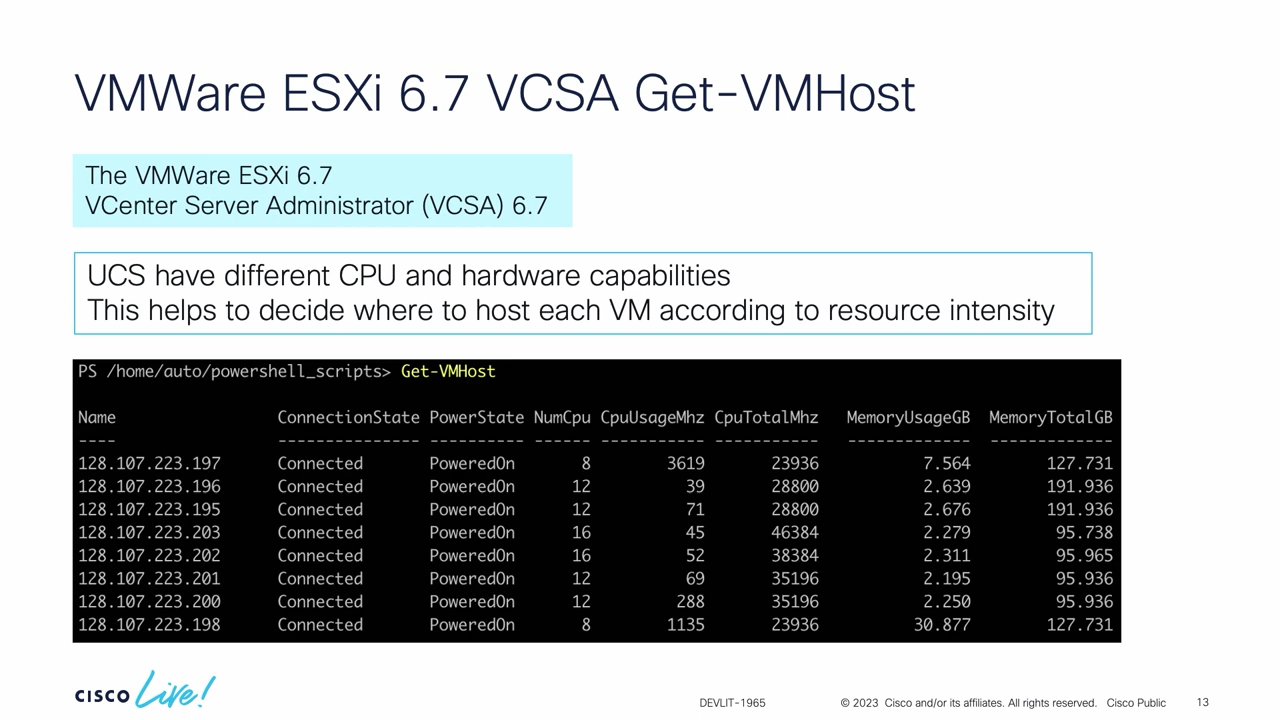 VMWare ESXi 6.7 VCSA Get-VMHost
The VMWare ESXi 6.7
VCenter Server Administrator (VCSA) 6.7
UCS have different CPU and hardware capabilities
This helps to decide where to host each VM according to resource intensity
PS /home/auto/powershell_scripts> Get-VMHost
Name ConnectionState PowerState NumCpu CpuUsageMhz CpuTotalMhz MemoryUsageGB MemoryTotalGB
---- --------------- ---------- ------ ----------- ----------- ------------- -------------
128.107.223.197 Connected PoweredOn 8 3619 23936 7.564 127.731
128.107.223.196 Connected PoweredOn 12 39 28800 2.639 191.936
128.107.223.195 Connected PoweredOn 12 71 28800 2.676 191.936
128.107.223.203 Connected PoweredOn 16 45 46384 2.279 95.738
128.107.223.202 Connected PoweredOn 16 52 38384 2.311 95.965
128.107.223.201 Connected PoweredOn 12 69 35196 2.195 95.936
128.107.223.200 Connected PoweredOn 12 288 35196 2.250 95.936
128.107.223.198 Connected PoweredOn 8 1135 23936 30.877 127.731
CISCO Live!
DEVLIT-1965 © 2023 Cisco and/or its affiliates. All rights reserved. Cisco Public 13